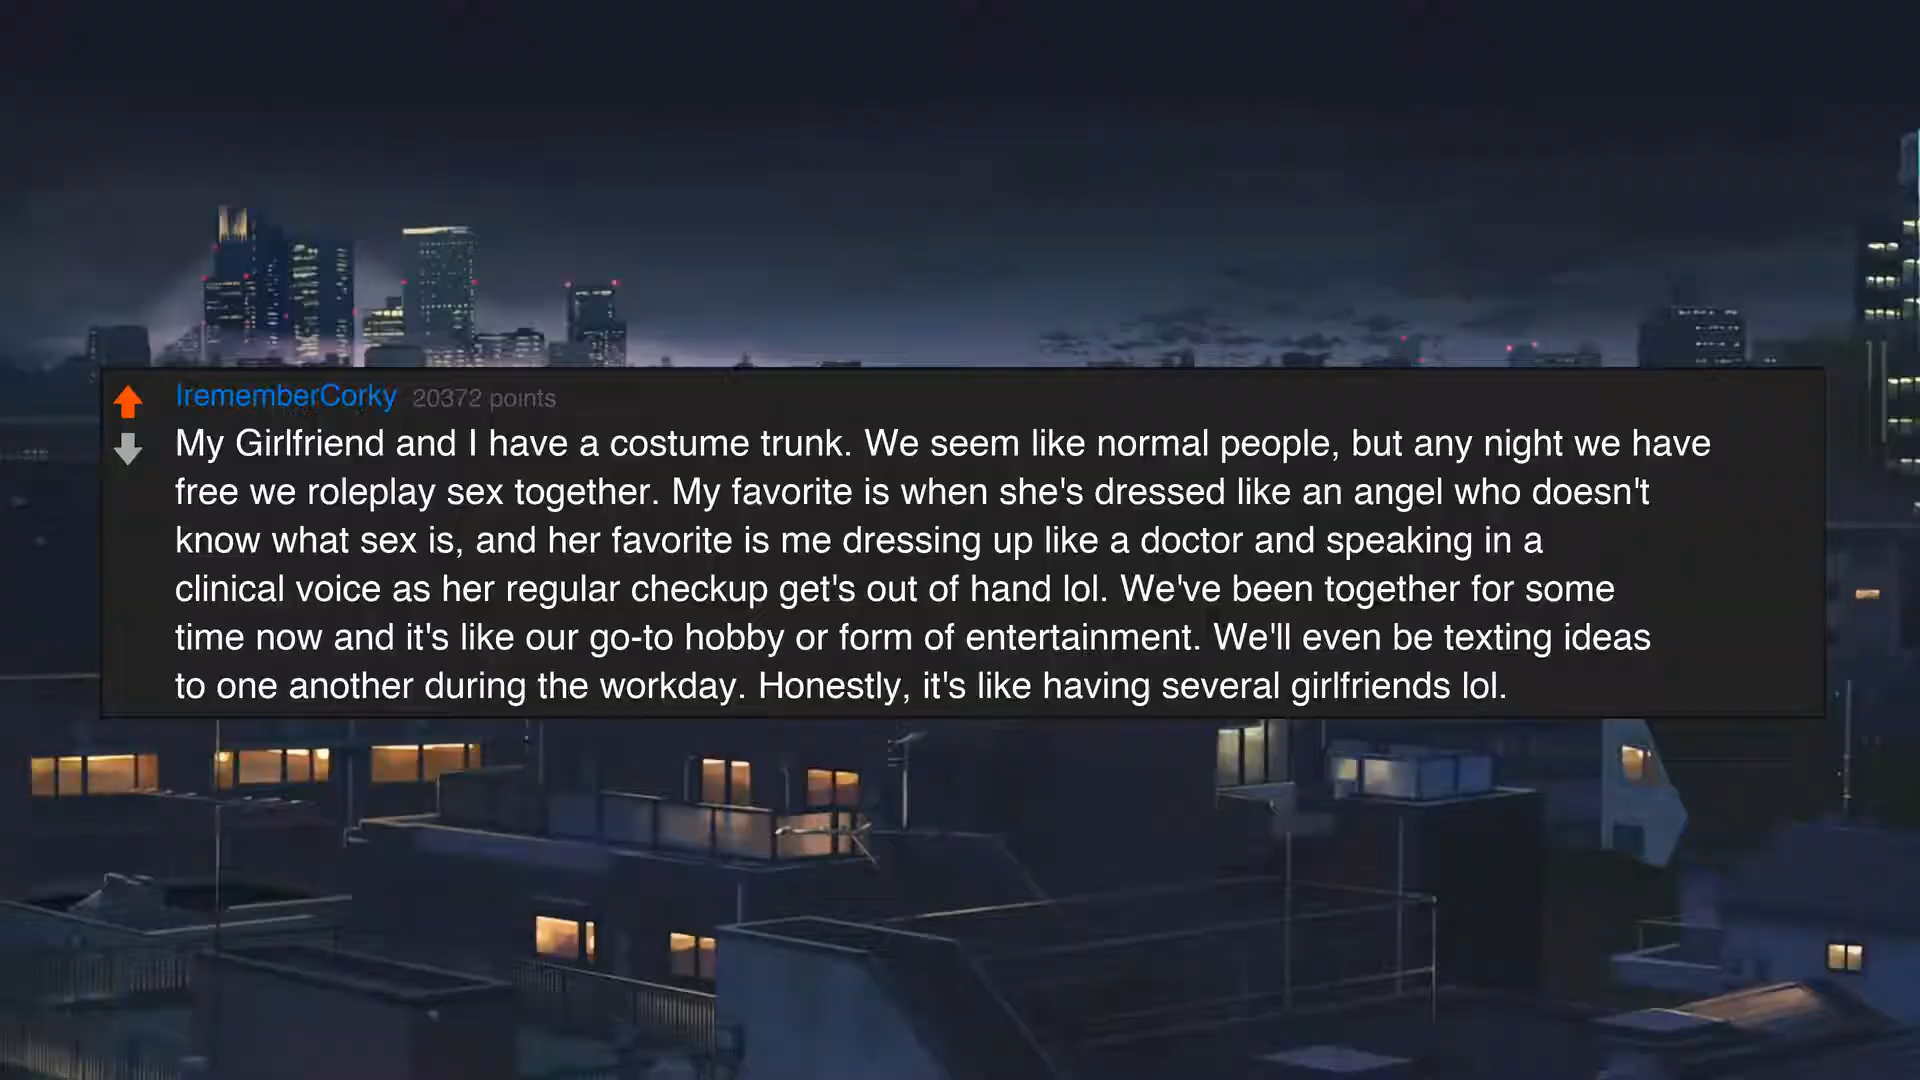 IrememberCorky 20372 points
My Girlfriend and I have a costume trunk. We seem like normal people, but any night we have
free we roleplay sex together. My favorite is when she's dressed like an angel who doesn't
know what sex is, and her favorite is me dressing up like a doctor and speaking in a
clinical voice as her regular checkup get's out of hand lol. We've been together for some
time now and it's like our go-to hobby or form of entertainment. We'll even be texting ideas
to one another during the workday. Honestly, it's like having several girlfriends lol.